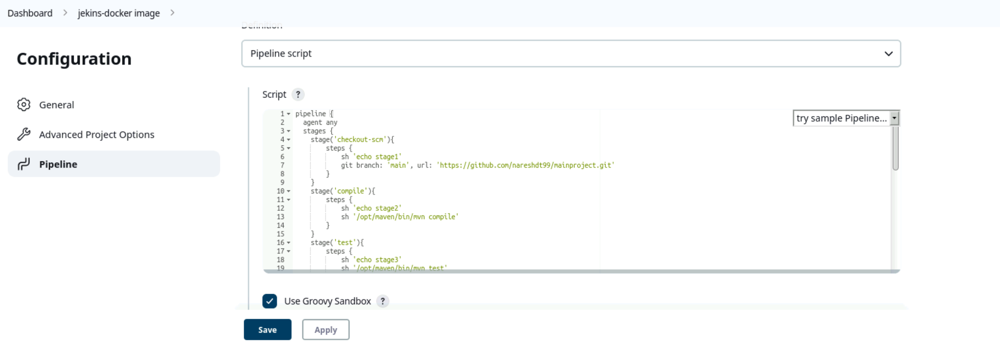 Dashboard > jekins-docker image >
Definition
Configuration
General
Advanced Project Options
Pipeline
Pipeline script
Script ?
try sample Pipeline...
1 pipeline {
2 agent any
3 stages {
4 stage('checkout-scm'){
5 steps {
6 sh 'echo stage1'
7 git branch: 'main', url: 'https://github.com/nareshdt99/mainproject.git'
8 }
9 }
10 stage('compile'){
11 steps {
12 sh 'echo stage2'
13 sh '/opt/maven/bin/mvn compile'
14 }
15 }
16 stage('test'){
17 steps {
18 sh 'echo stage3'
19 sh '/opt/maven/bin/mvn test'
Use Groovy Sandbox ?
Save
Apply